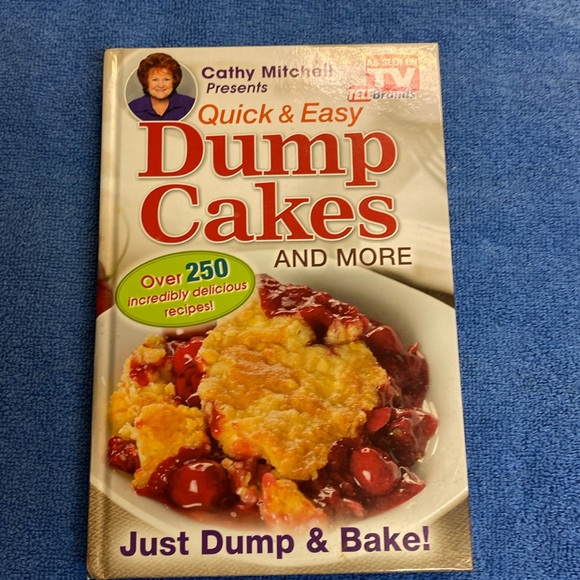 Cathy Mitchell
Presents
AS SEEN ON
TV
TELEBrands
Quick & Easy
Dump
Cakes
AND MORE
Over 250
incredibly delicious
recipes!
Just Dump & Bake!